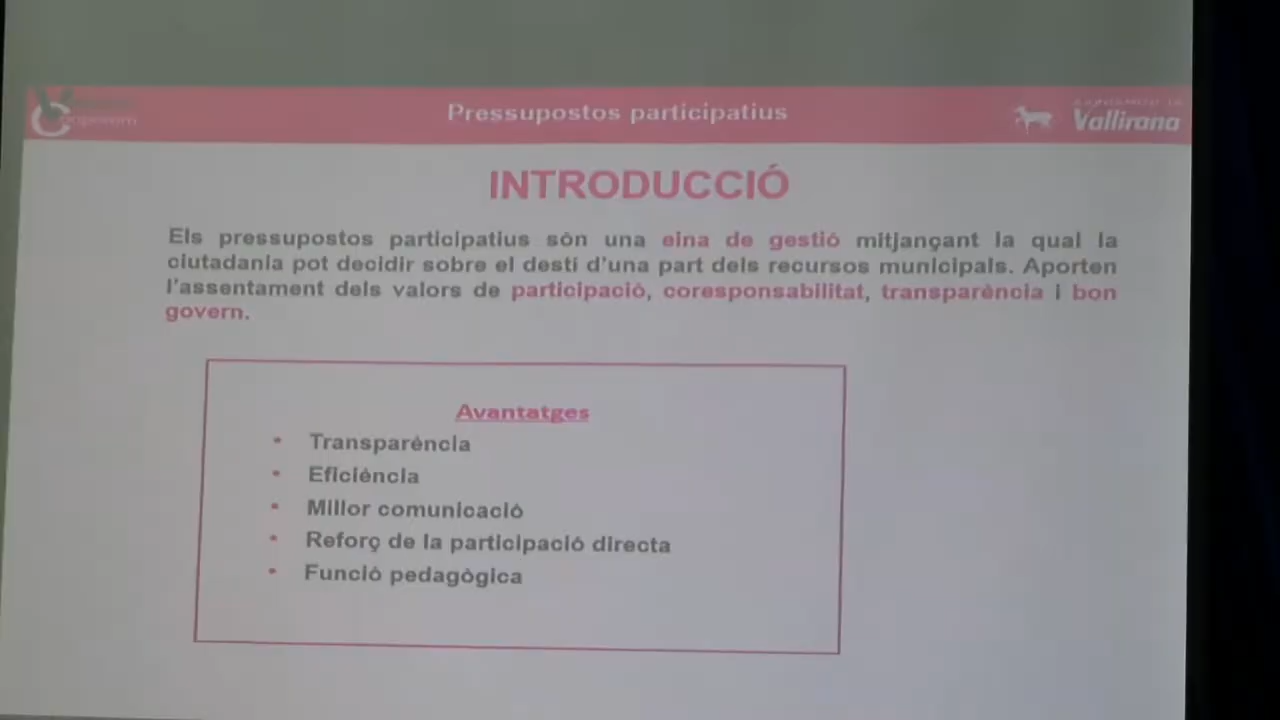 Pressupostos participatius
Vallirana
INTRODUCCIÓ
Els pressupostos participatius són una eina de gestió mitjançant la qual la
ciutadania pot decidir sobre el destí d'una part dels recursos municipals. Aporten
l'assentament dels valors de participació, coresponsabilitat, transparència i bon
govern.
Avantatges
• Transparència
• Eficiència
• Millor comunicació
• Reforç de la participació directa
• Funció pedagògica